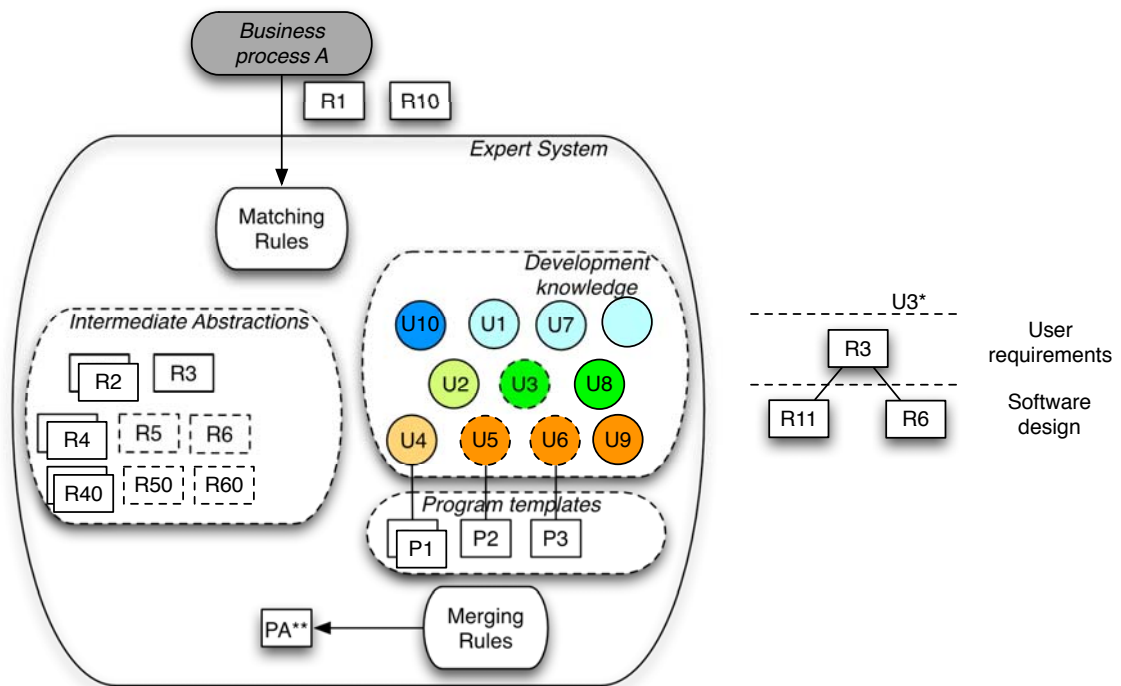 Business
process A
R1
R10
Expert System
Matching
Rules
Development
knowledge
U10
U1
U7
Intermediate Abstractions
R2
R3
U2
U3
U8
R4
R5
R6
U4
U5
U6
U9
R40
R50
R60
Program templates
P1
P2
P3
Merging
Rules
PA**
U3*
R3
User
requirements
R11
R6
Software
design